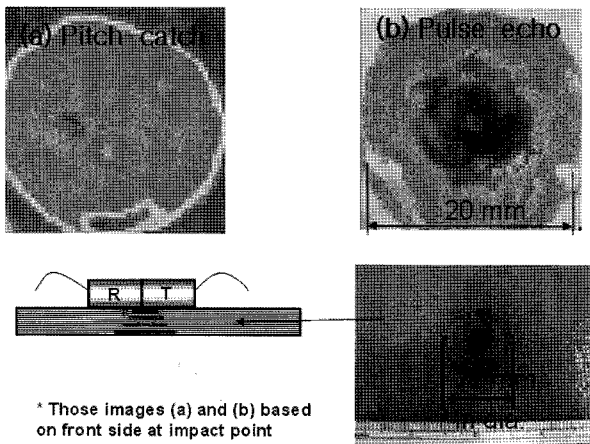 (a) Pitch catch
(b) Pulse echo
20 mm
R T
* Those images (a) and (b) based
on front side at impact point